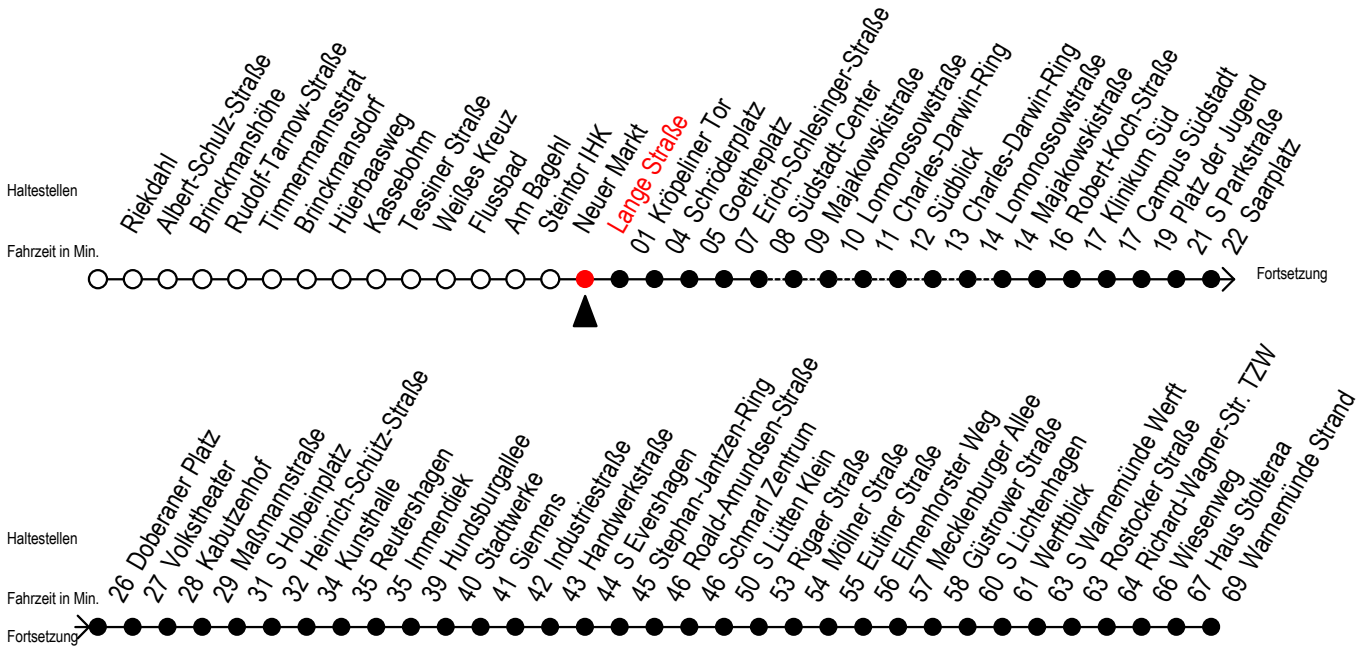 Haltestellen
Riekdahl
Albert-Schulz-Straße
Brinckmanshöhe
Rudolf-Tarnow-Straße
Timmermannsstrat
Brinckmansdorf
Hüerbaasweg
Kassebohm
Tessiner Straße
Weißes Kreuz
Flussbad
Am Bagehl
Steintor IHK
Neuer Markt
Lange Straße
01 Kröpeliner Tor
04 Schröderplatz
05 Goetheplatz
07 Erich-Schlesinger-Straße
08 Südstadt-Center
09 Majakowskistraße
10 Lomonossowstraße
11 Charles-Darwin-Ring
12 Südblick
13 Charles-Darwin-Ring
14 Lomonossowstraße
14 Majakowskistraße
16 Robert-Koch-Straße
17 Klinikum Süd
17 Campus Südstadt
19 Platz der Jugend
21 S Parkstraße
22 Saarplatz
Fahrzeit in Min.
Fortsetzung
Haltestellen
26 Doberaner Platz
27 Volkstheater
28 Kabutzenhof
29 Maßmannstraße
31 S Holbeinplatz
32 Heinrich-Schütz-Straße
34 Kunsthalle
35 Reutershagen
35 Immendiek
39 Hundsburgallee
40 Stadtwerke
41 Siemens
42 Industriestraße
43 Handwerkstraße
44 S Evershagen
45 Stephan-Jantzen-Ring
46 Roald-Amundsen-Straße
46 Schmarl Zentrum
50 S Lütten Klein
53 Rigaer Straße
54 Möllner Straße
55 Eutiner Straße
56 Elmenhorster Weg
57 Mecklenburger Allee
58 Güstrower Straße
60 S Lichtenhagen
61 Werftblick
63 S Warnemünde Werft
63 Rostocker Straße
64 Richard-Wagner-Str. TZW
66 Wiesenweg
67 Haus Stolteraa
69 Warnemünde Strand
Fahrzeit in Min.
Fortsetzung